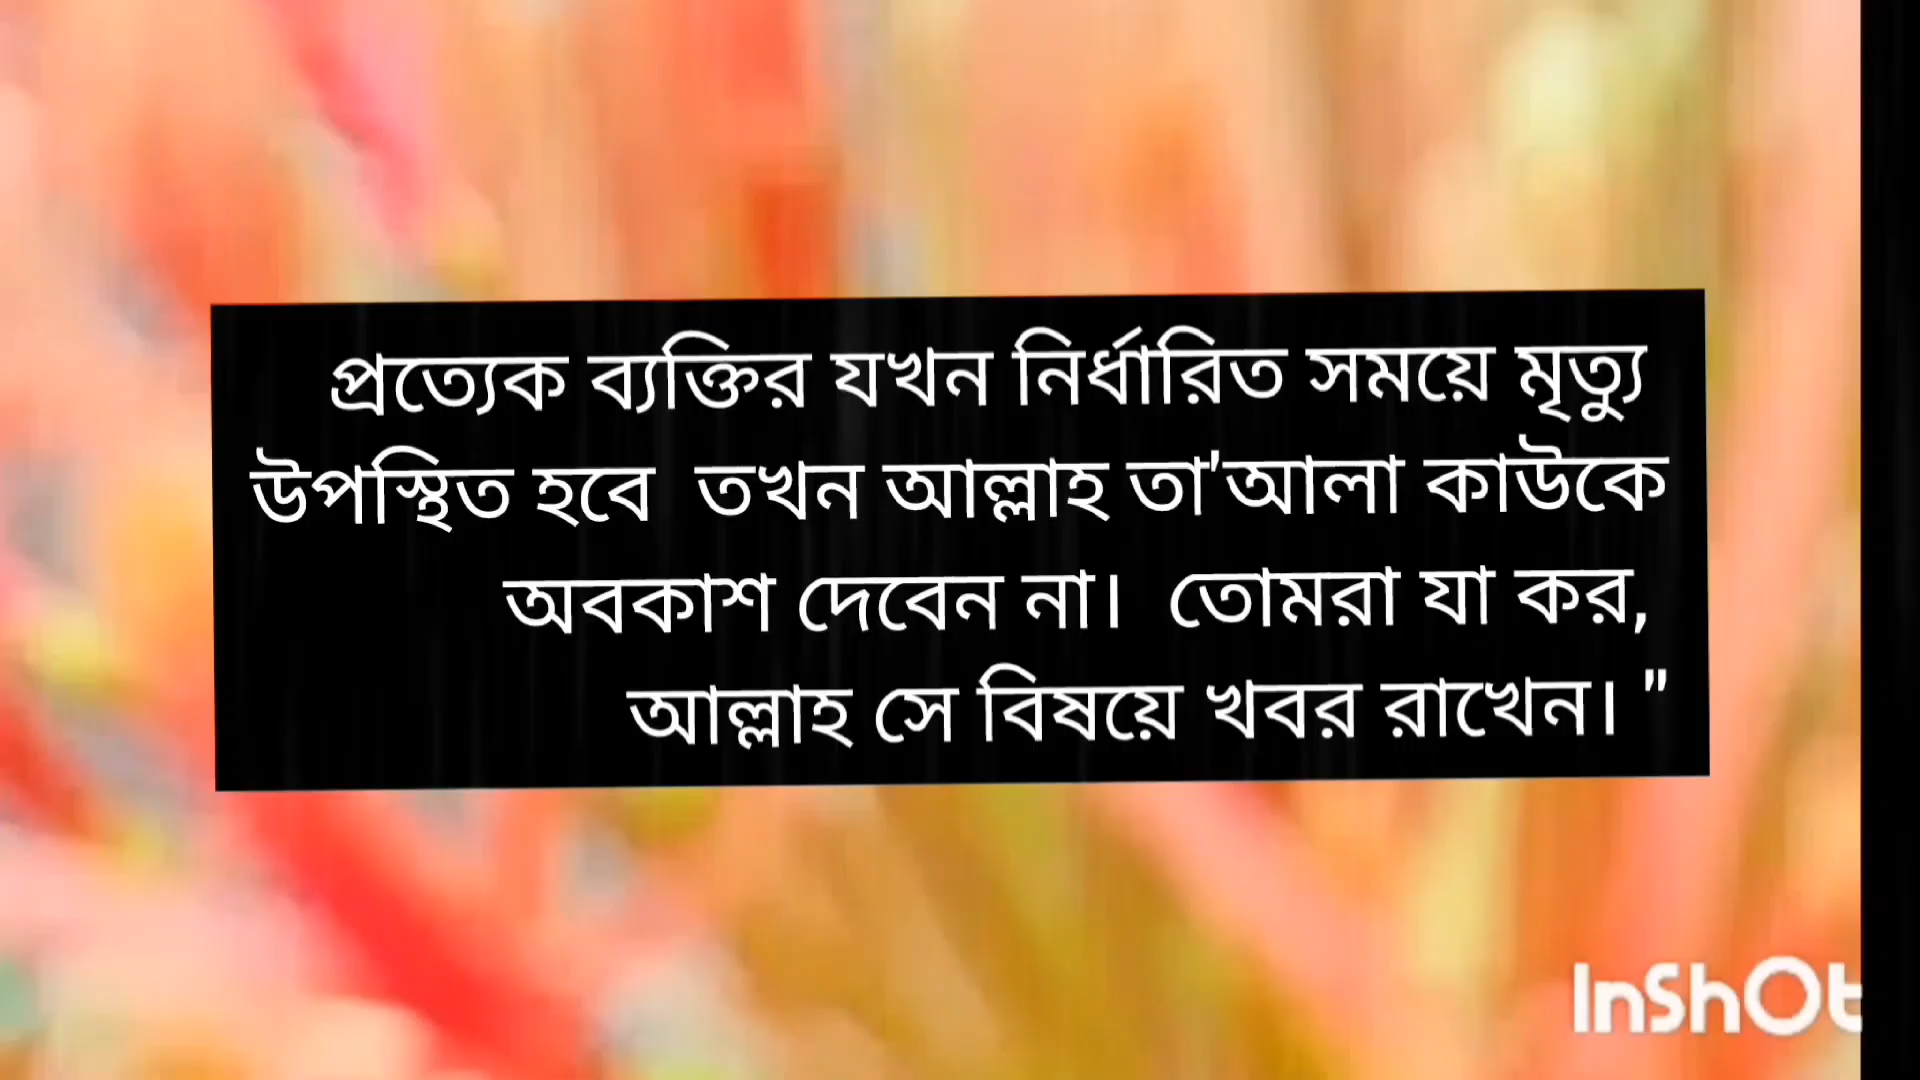 প্রত্যেক ব্যক্তির যখন নির্ধারিত সময়ে মৃত্যু
উপস্থিত হবে  তখন আল্লাহ তা'আলা কাউকে
অবকাশ দেবেন না।  তোমরা যা কর,
আল্লাহ সে বিষয়ে খবর রাখেন। "
InShOt